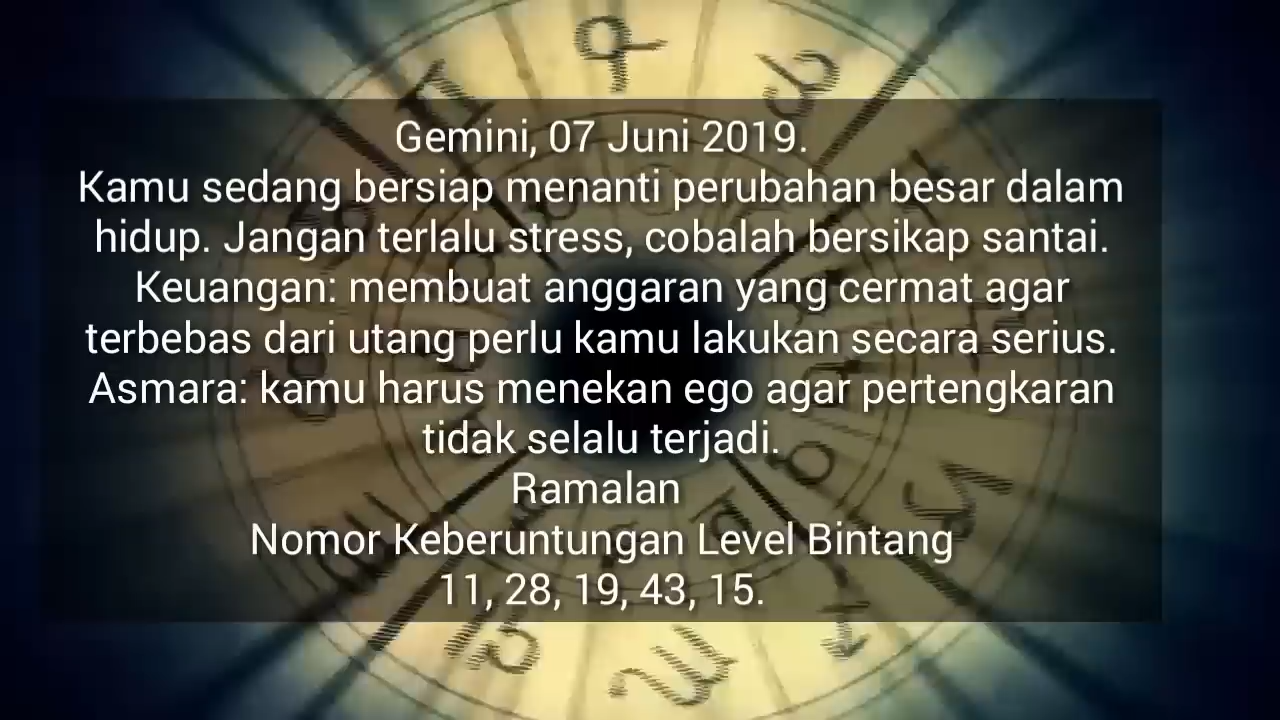 Gemini, 07 Juni 2019.
Kamu sedang bersiap menanti perubahan besar dalam
hidup. Jangan terlalu stress, cobalah bersikap santai.
Keuangan: membuat anggaran yang cermat agar
terbebas dari utang perlu kamu lakukan secara serius.
Asmara: kamu harus menekan ego agar pertengkaran
tidak selalu terjadi.
Ramalan
Nomor Keberuntungan Level Bintang
11, 28, 19, 43, 15.